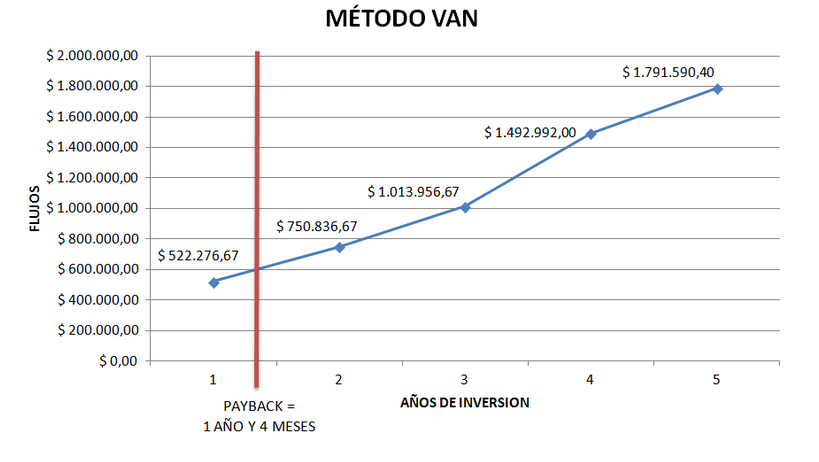 MÉTODO VAN
$ 2.000.000,00
$ 1.800.000,00
$ 1.600.000,00
$ 1.400.000,00
$ 1.200.000,00
$ 1.000.000,00
$ 800.000,00
$ 600.000,00
$ 400.000,00
$ 200.000,00
$ 0,00
FLUJOS
$ 522.276,67
$ 750.836,67
$ 1.013.956,67
$ 1.492.992,00
$ 1.791.590,40
1 2 3 4 5
AÑOS DE INVERSION
PAYBACK =
1 AÑO Y 4 MESES